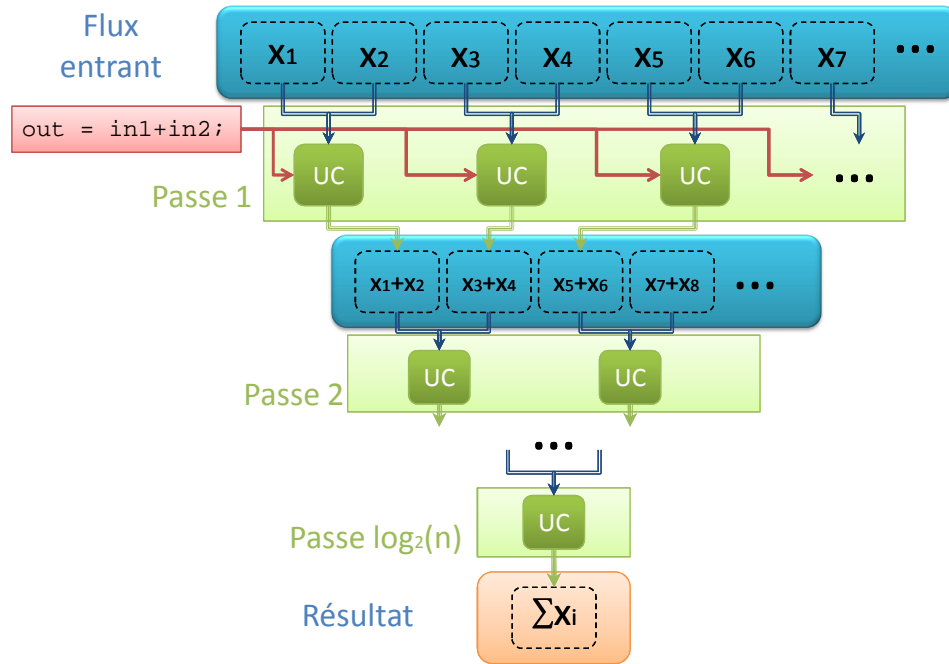 Flux
entrant
X1 X2 X3 X4 X5 X6 X7 ...
out = in1+in2;
UC UC UC ...
Passe 1
x1+x2 x3+x4 x5+x6 x7+x8 ...
UC UC
Passe 2
...
UC
Passe log2(n)
Résultat
∑Xi